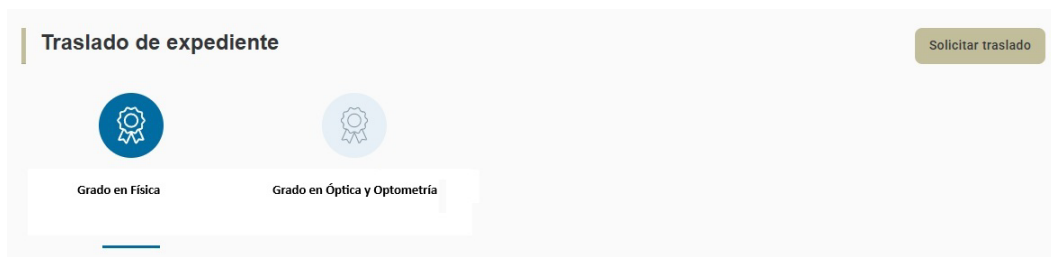 Traslado de expediente
Solicitar traslado
Grado en Física
Grado en Óptica y Optometría